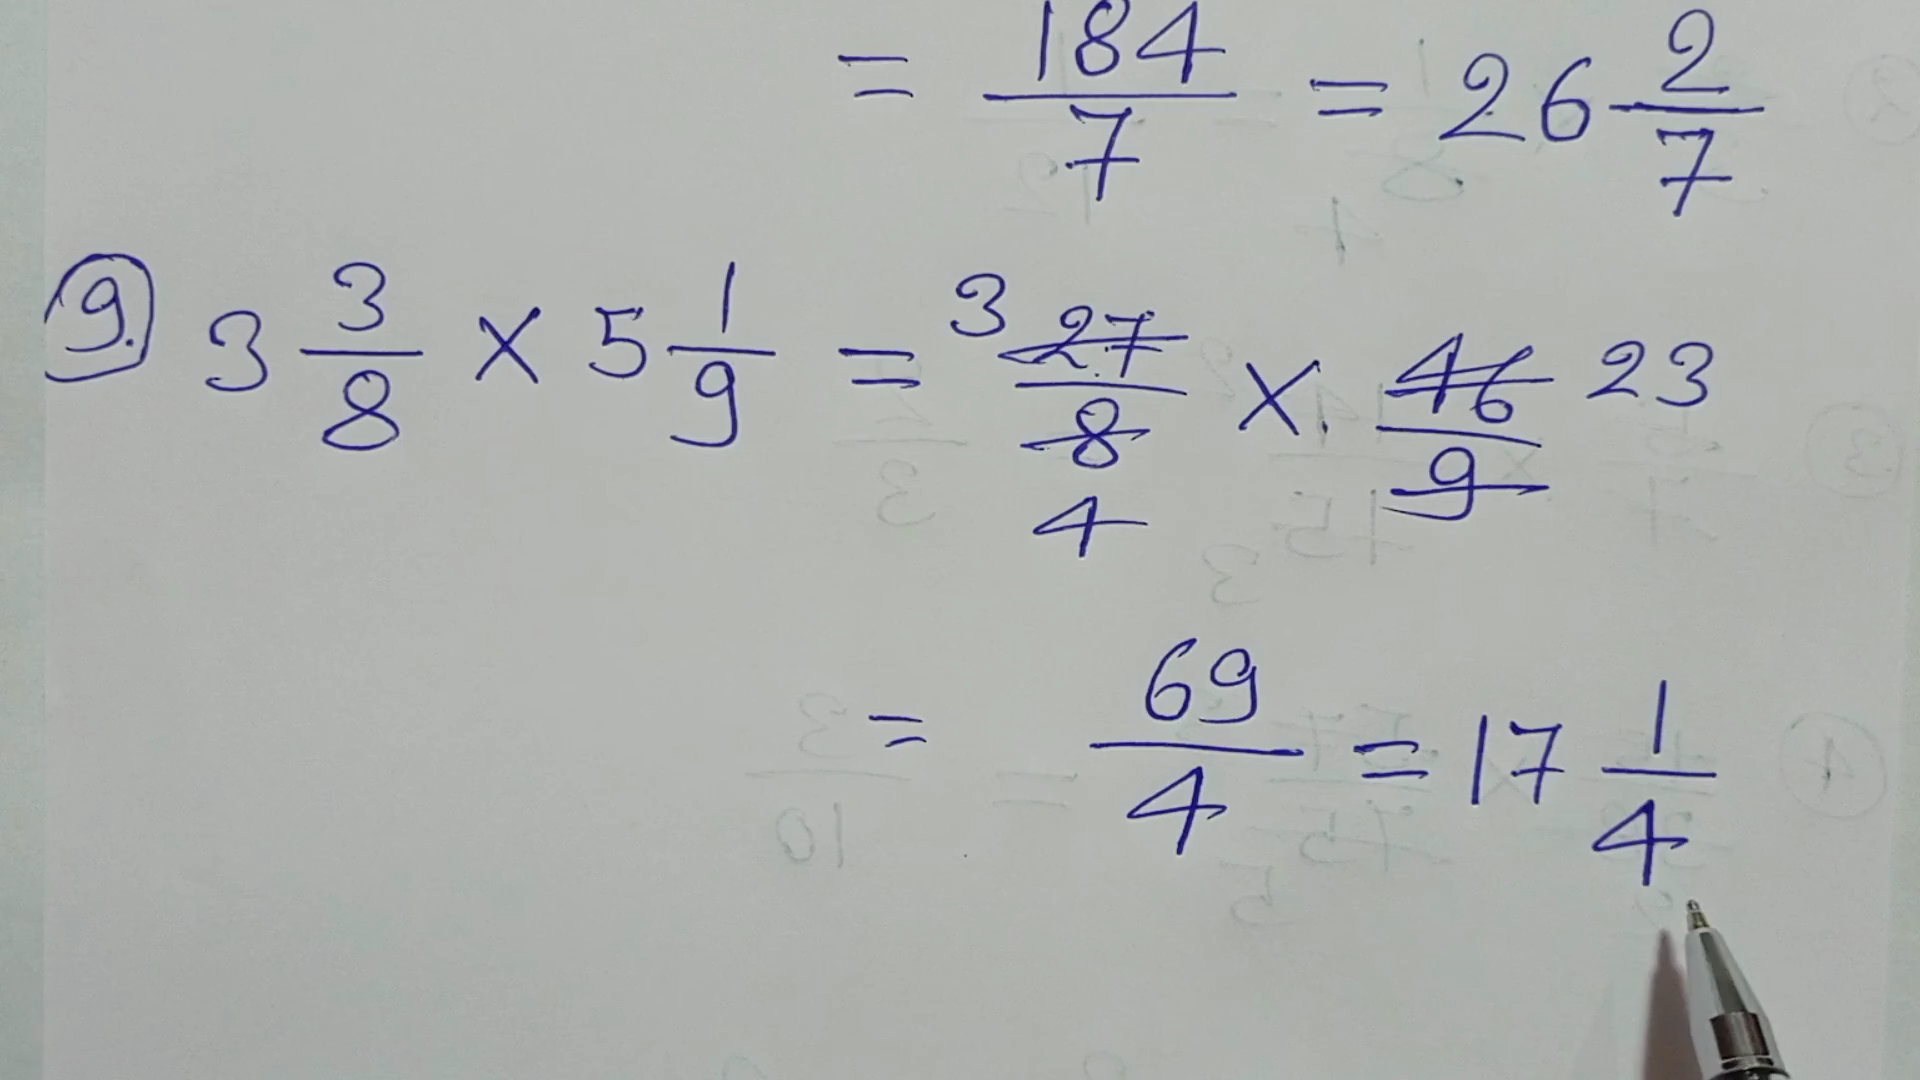 = 184/7 = 26 2/7
9. 3 3/8 × 5 1/9 = 3 27/8 4 × 46/9 23
= 69/4 = 17 1/4